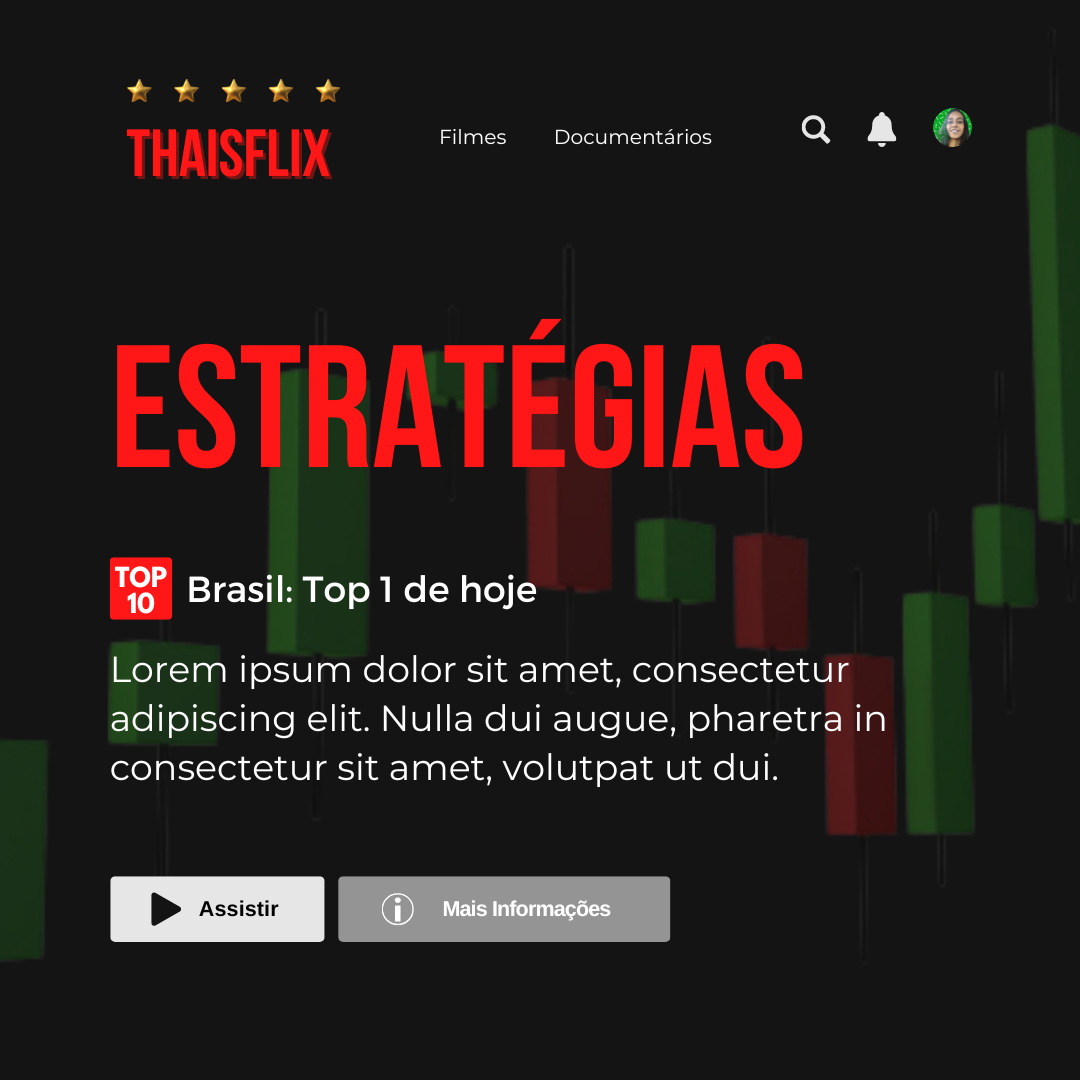 THAISFLIX
Filmes
Documentários
ESTRATÉGIAS
TOP
10
Brasil: Top 1 de hoje
Lorem ipsum dolor sit amet, consectetur
adipiscing elit. Nulla dui augue, pharetra in
consectetur sit amet, volutpat ut dui.
Assistir
Mais Informações